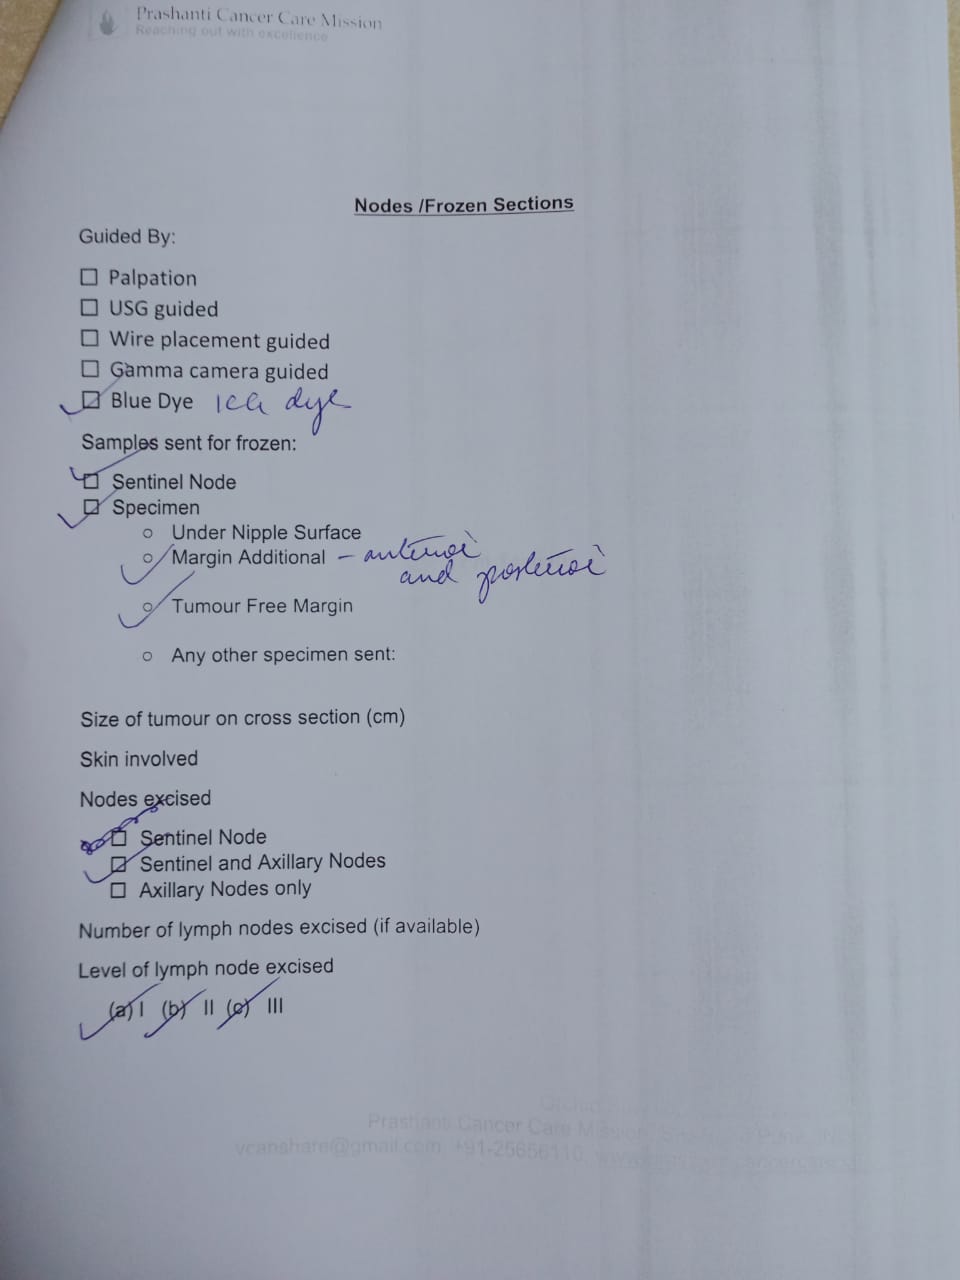 Prashanti Cancer Care Mission
Reaching out with excellence
Nodes /Frozen Sections
Guided By:
Palpation
USG guided
Wire placement guided
Gamma camera guided
Blue Dye ICG dye
Samples sent for frozen:
Sentinel Node
Specimen
Under Nipple Surface
Margin Additional - anterior
and posterior
Tumour Free Margin
Any other specimen sent:
Size of tumour on cross section (cm)
Skin involved
Nodes excised
Sentinel Node
Sentinel and Axillary Nodes
Axillary Nodes only
Number of lymph nodes excised (if available)
Level of lymph node excised
(a) I (b) II (c) III
Prashanti Cancer Care Mission
vcanshare@gmail.com, +91-25656110